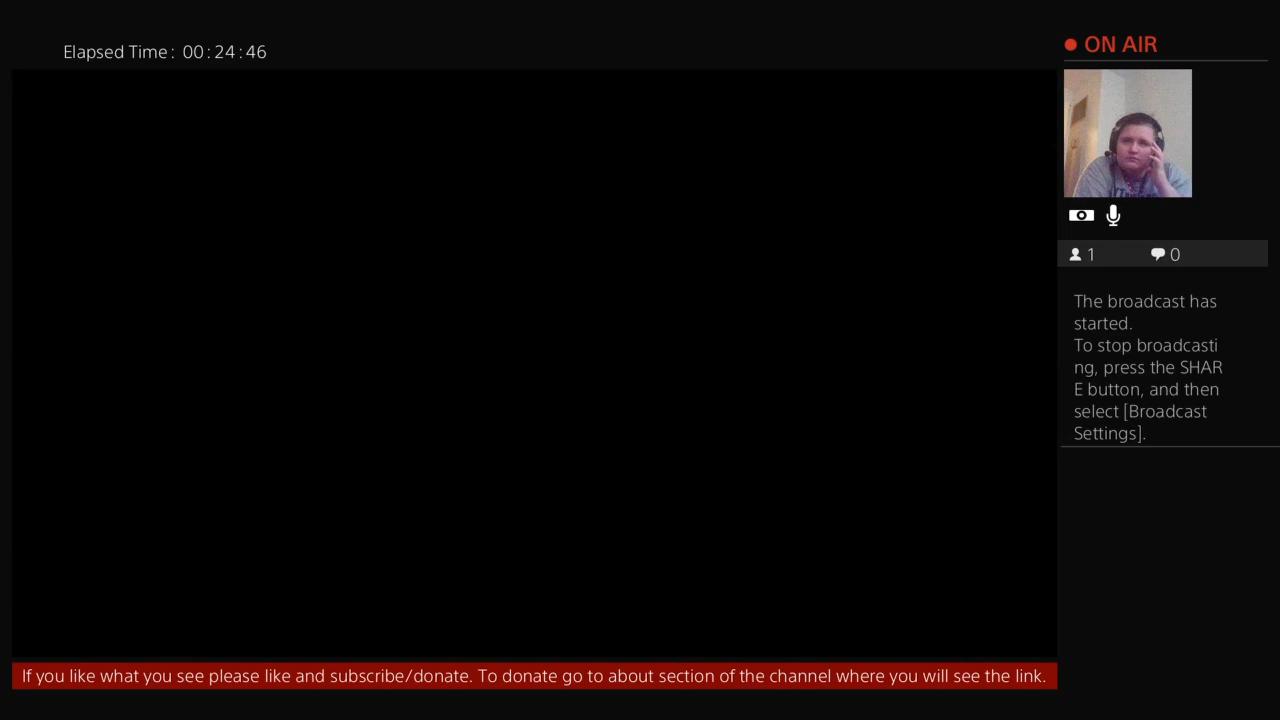 Elapsed Time: 00:24:46
ON AIR
1 0
The broadcast has
started.
To stop broadcasti
ng, press the SHAR
E button, and then
select [Broadcast
Settings].
If you like what you see please like and subscribe/donate. To donate go to about section of the channel where you will see the link.